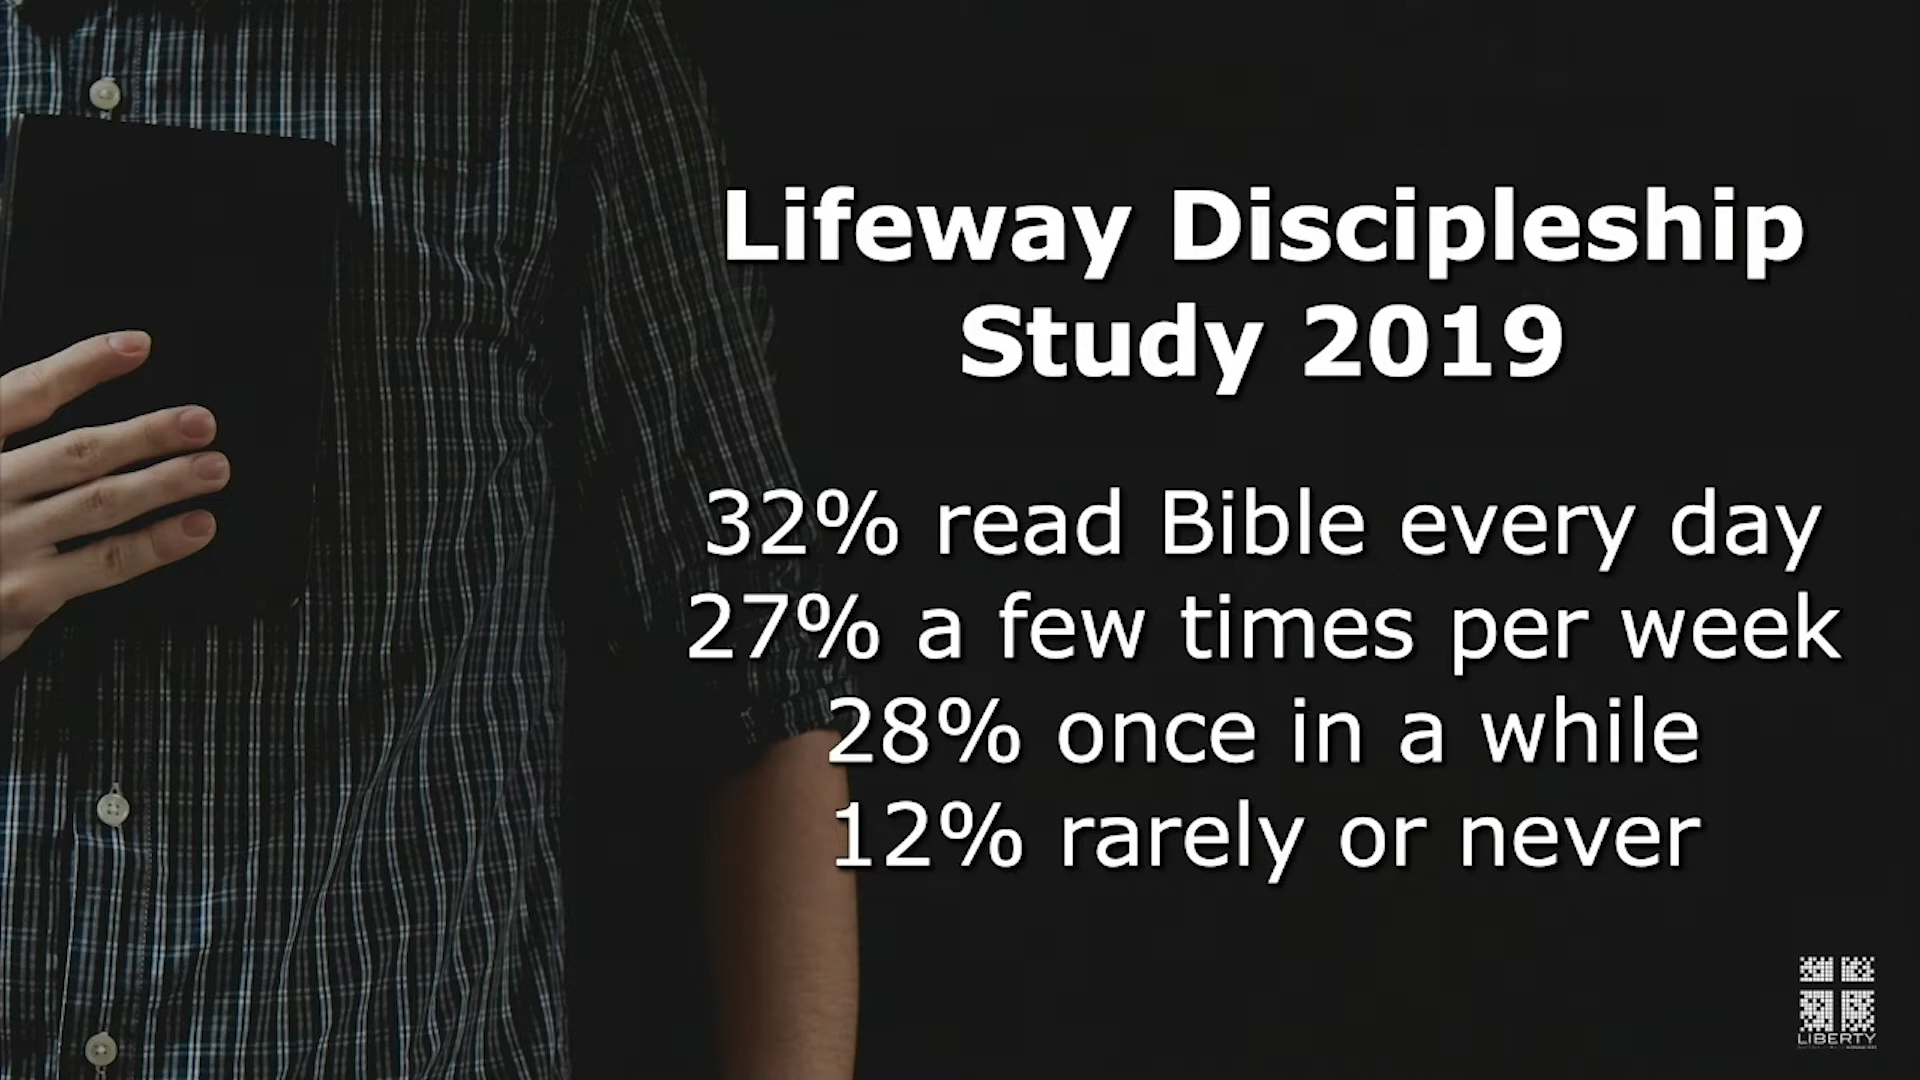 Lifeway Discipleship
Study 2019
32% read Bible every day
27% a few times per week
28% once in a while
12% rarely or never
LIBERTY